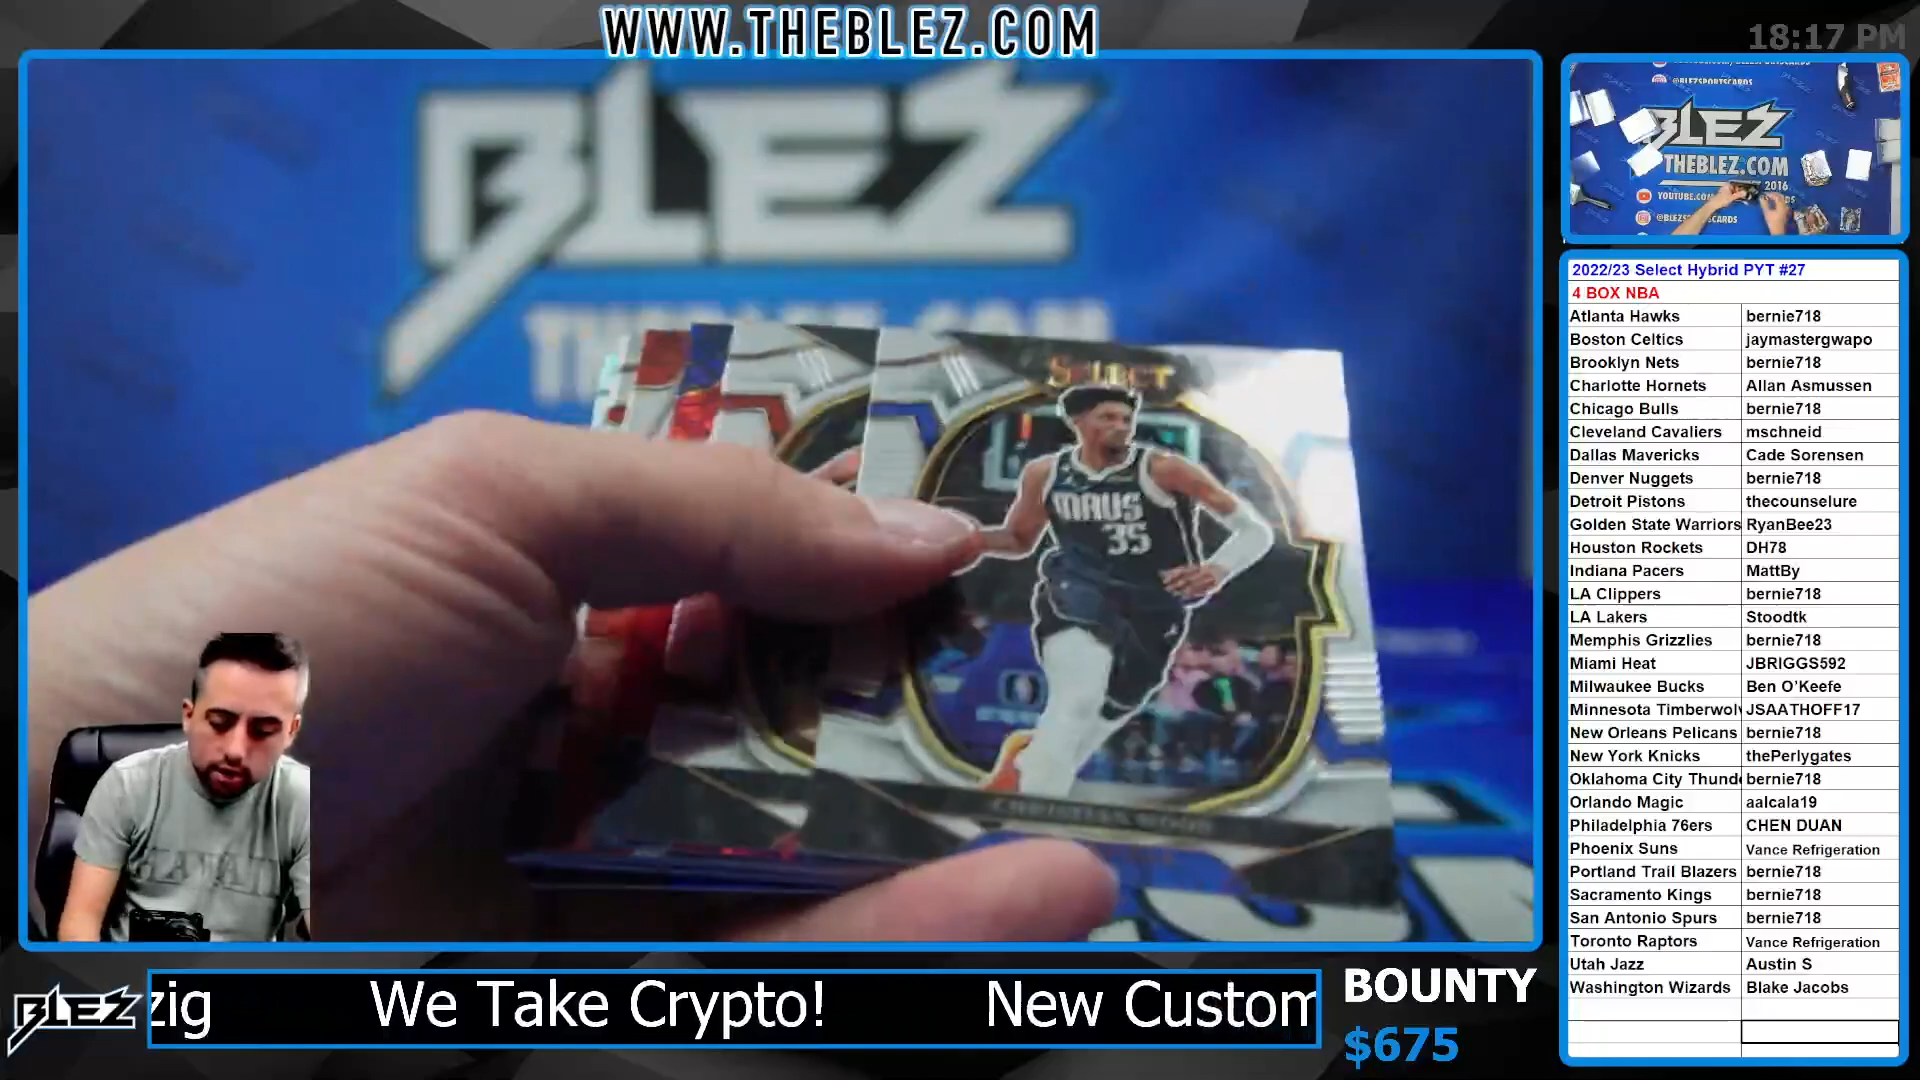 WWW.THEBLEZ.COM
18:17 PM
BLEZ
SELECT
MAVS
35
CHRISTIAN WOOD
@BLEZSPORTSCARDS
BLEZ
THEBLEZ.COM
2016
2022/23 Select Hybrid PYT #27
4 BOX NBA
Atlanta Hawks bernie718
Boston Celtics jaymastergwapo
Brooklyn Nets bernie718
Charlotte Hornets Allan Asmussen
Chicago Bulls bernie718
Cleveland Cavaliers mschneid
Dallas Mavericks Cade Sorensen
Denver Nuggets bernie718
Detroit Pistons thecounselure
Golden State Warriors RyanBee23
Houston Rockets DH78
Indiana Pacers MattBy
LA Clippers bernie718
LA Lakers Stoodtk
Memphis Grizzlies bernie718
Miami Heat JBRIGGS592
Milwaukee Bucks Ben O'Keefe
Minnesota Timberwolv JSAATHOFF17
New Orleans Pelicans bernie718
New York Knicks thePerlygates
Oklahoma City Thunde bernie718
Orlando Magic aalcala19
Philadelphia 76ers CHEN DUAN
Phoenix Suns Vance Refrigeration
Portland Trail Blazers bernie718
Sacramento Kings bernie718
San Antonio Spurs bernie718
Toronto Raptors Vance Refrigeration
Utah Jazz Austin S
Washington Wizards Blake Jacobs
BLEZ
zig We Take Crypto! New Custom
BOUNTY
$675